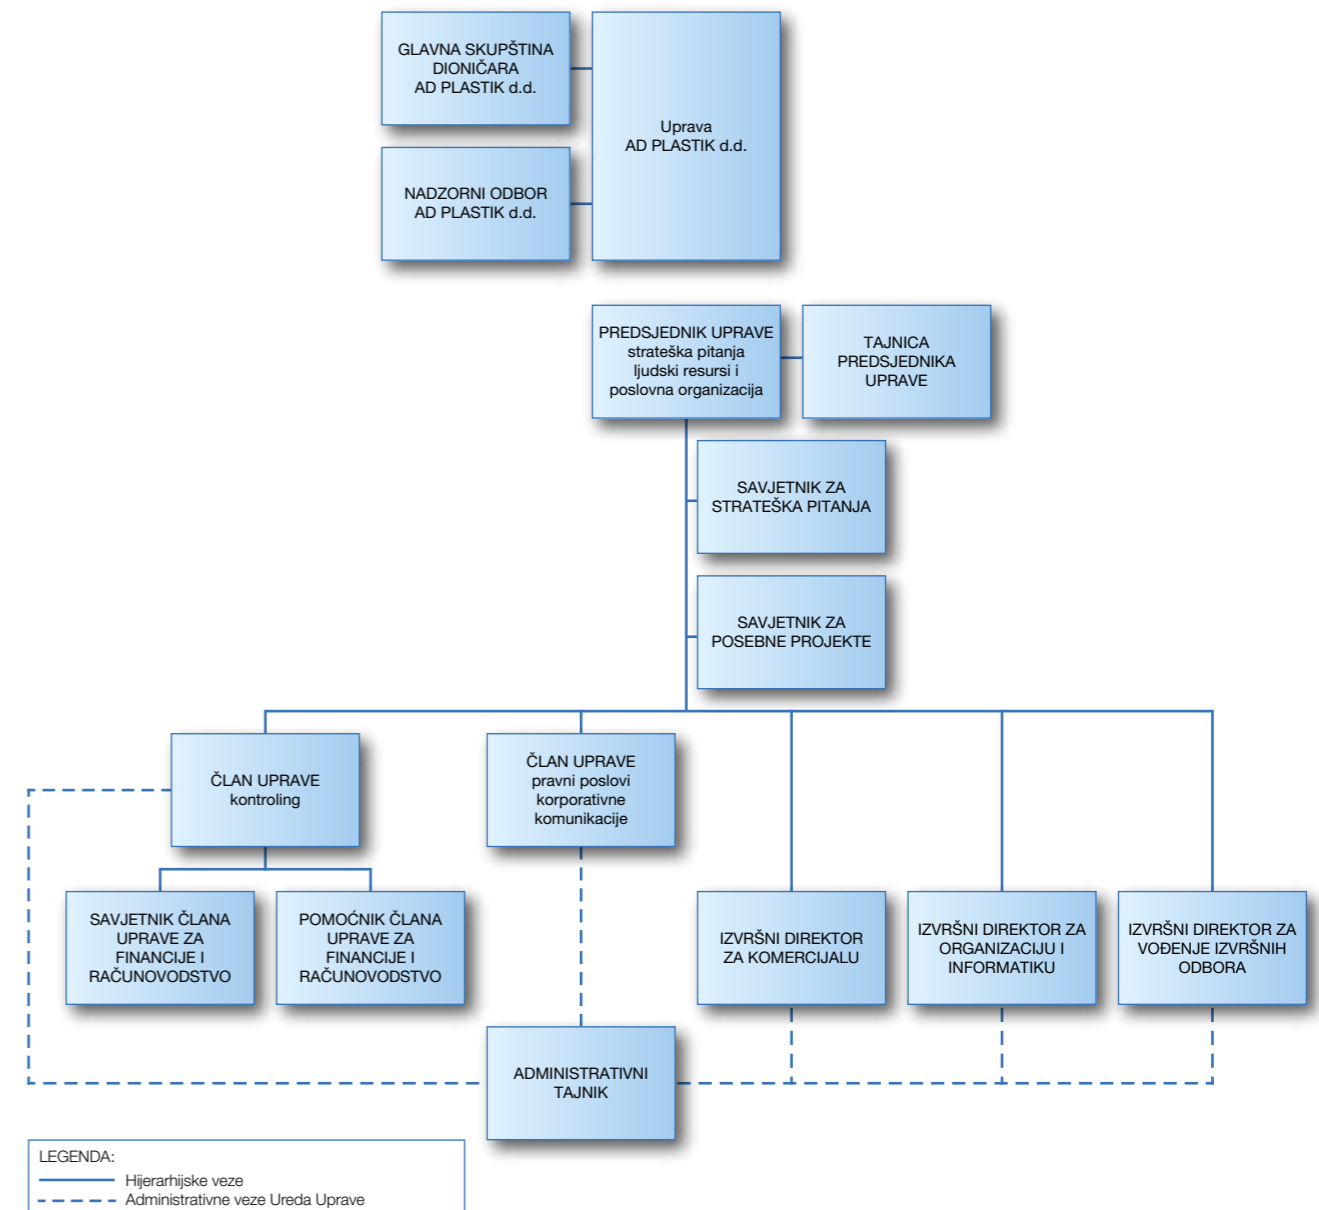 GLAVNA SKUPŠTINA
DIONIČARA
AD PLASTIK d.d.
Uprava
AD PLASTIK d.d.
NADZORNI ODBOR
AD PLASTIK d.d.
PREDSJEDNIK UPRAVE
strateška pitanja
ljudski resursi i
poslovna organizacija
TAJNICA
PREDSJEDNIKA
UPRAVE
SAVJETNIK ZA
STRATEŠKA PITANJA
SAVJETNIK ZA
POSEBNE PROJEKTE
ČLAN UPRAVE
kontroling
ČLAN UPRAVE
pravni poslovi
korporativne
komunikacije
SAVJETNIK ČLANA
UPRAVE ZA
FINANCIJE I
RAČUNOVODSTVO
POMOĆNIK ČLANA
UPRAVE ZA
FINANCIJE I
RAČUNOVODSTVO
IZVRŠNI DIREKTOR
ZA KOMERCIJALU
IZVRŠNI DIREKTOR ZA
ORGANIZACIJU I
INFORMATIKU
IZVRŠNI DIREKTOR ZA
VOĐENJE IZVRŠNIH
ODBORA
ADMINISTRATIVNI
TAJNIK
LEGENDA:
Hijerarhijske veze
Administrativne veze Ureda Uprave